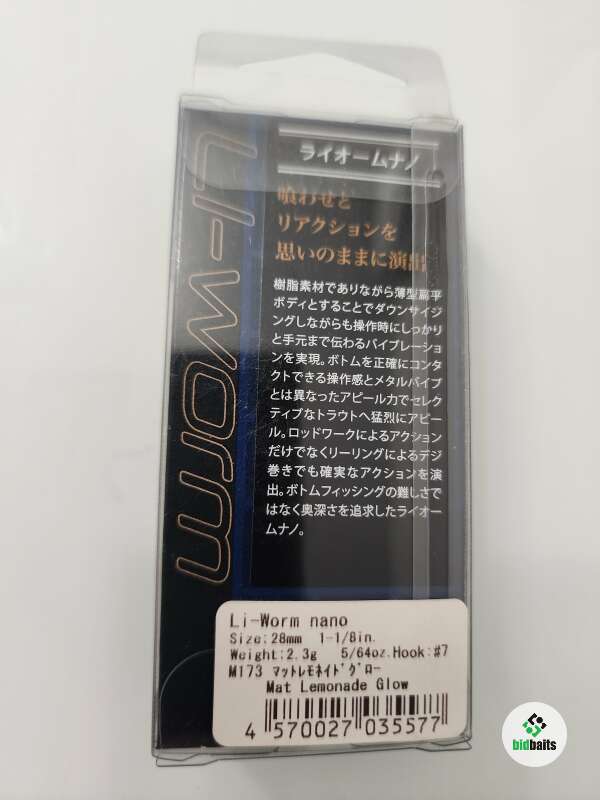 Li-worm
ライオームナノ
喰わせと
リアクションを
思いのままに演出
樹脂素材でありながら薄型扁平
ボディとすることでダウンサイジ
ングしながらも操作時にしっかり
と手元まで伝わるバイブレーショ
ンを実現。ボトムを正確にコンタ
クトできる操作感とメタルバイブ
とは異なったアピール力でセレク
ティブなトラウトへ猛烈にアピー
ル。ロッドワークによるアクション
だけでなくリーリングによるデジ
巻きでも確実なアクションを演
出。ボトムフィッシングの難しさで
はなく奥深さを追求したライオー
ムナノ。
Li-Worm nano
Size:28mm 1-1/8in.
Weight:2.3g 5/64oz.Hook:#7
M173 マットレモネイドグロー
Mat Lemonade Glow
4 570027 035577
bidbaits